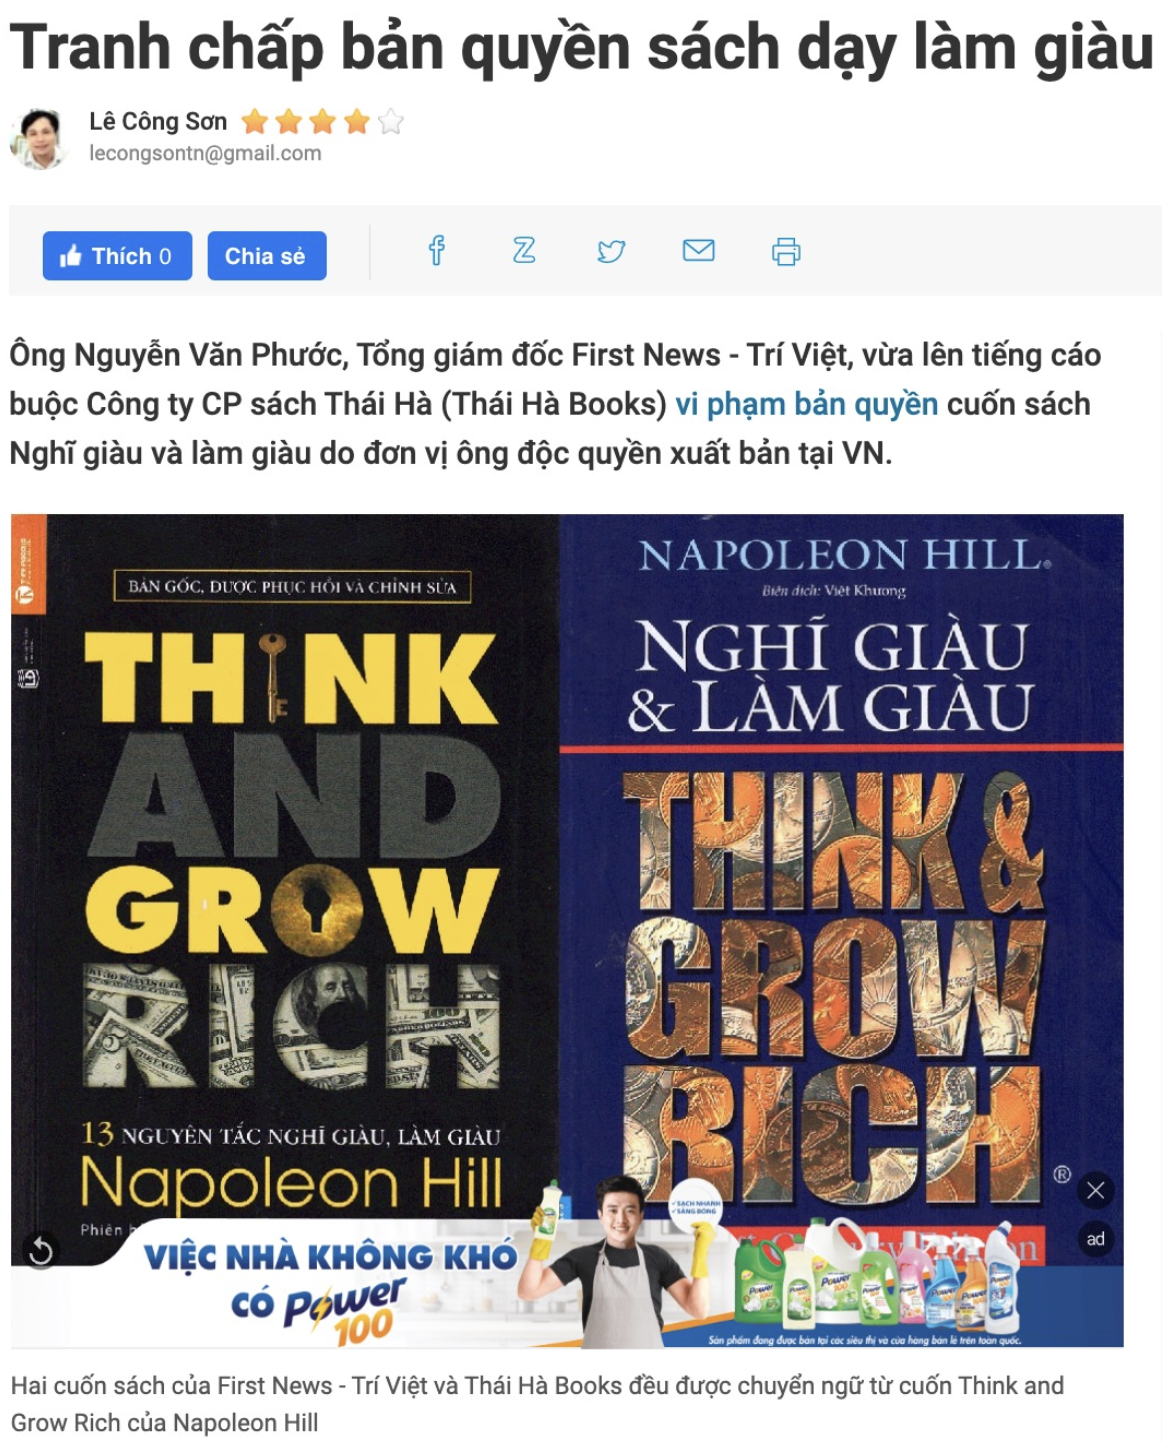 Tranh chấp bản quyền sách dạy làm giàu
Lê Công Sơn
lecongsontn@gmail.com
Thích 0
Chia sẻ
Ông Nguyễn Văn Phước, Tổng giám đốc First News - Trí Việt, vừa lên tiếng cáo
buộc Công ty CP sách Thái Hà (Thái Hà Books) vi phạm bản quyền cuốn sách
Nghĩ giàu và làm giàu do đơn vị ông độc quyền xuất bản tại VN.
BẢN GỐC, ĐƯỢC PHỤC HỒI VÀ CHỈNH SỬA
THINK
AND
GROW
RICH
13 NGUYÊN TẮC NGHĨ GIÀU, LÀM GIÀU
Napoleon Hill
Phiên
NAPOLEON HILL®
Biên dịch: Việt Khương
NGHĨ GIÀU
& LÀM GIÀU
THINK &
GROW
RICH ®
VIỆC NHÀ KHÔNG KHÓ
CÓ Power
100
SẠCH NHANH
SÁNG BÓNG
Sản phẩm đang được bán tại các siêu thị và cửa hàng bán lẻ trên toàn quốc.
ad
Hai cuốn sách của First News - Trí Việt và Thái Hà Books đều được chuyển ngữ từ cuốn Think and
Grow Rich của Napoleon Hill